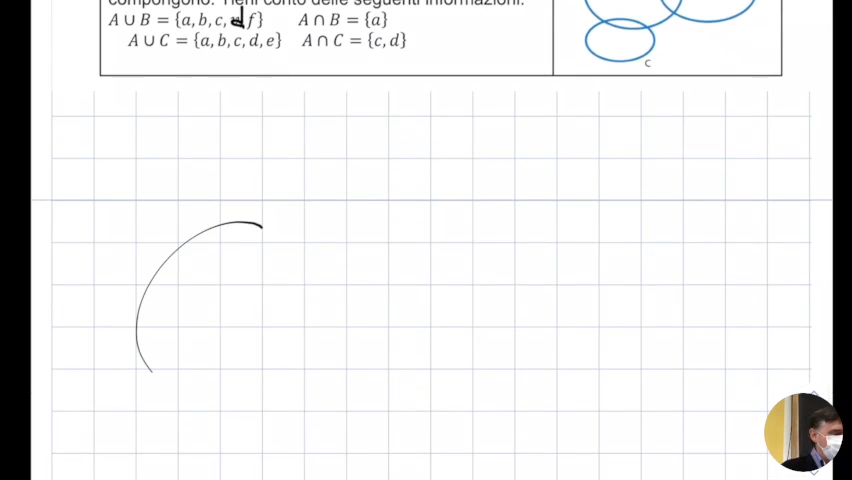 compongono. Tieni conto delle seguenti informazioni.
A ∪ B = {a, b, c, d, f} A ∩ B = {a}
A ∪ C = {a, b, c, d, e} A ∩ C = {c, d}
C